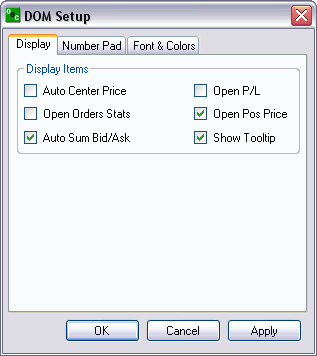 DOM Setup
Display Number Pad Font & Colors
Display Items
Auto Center Price Open P/L
Open Orders Stats Open Pos Price
Auto Sum Bid/Ask Show Tooltip
OK Cancel Apply